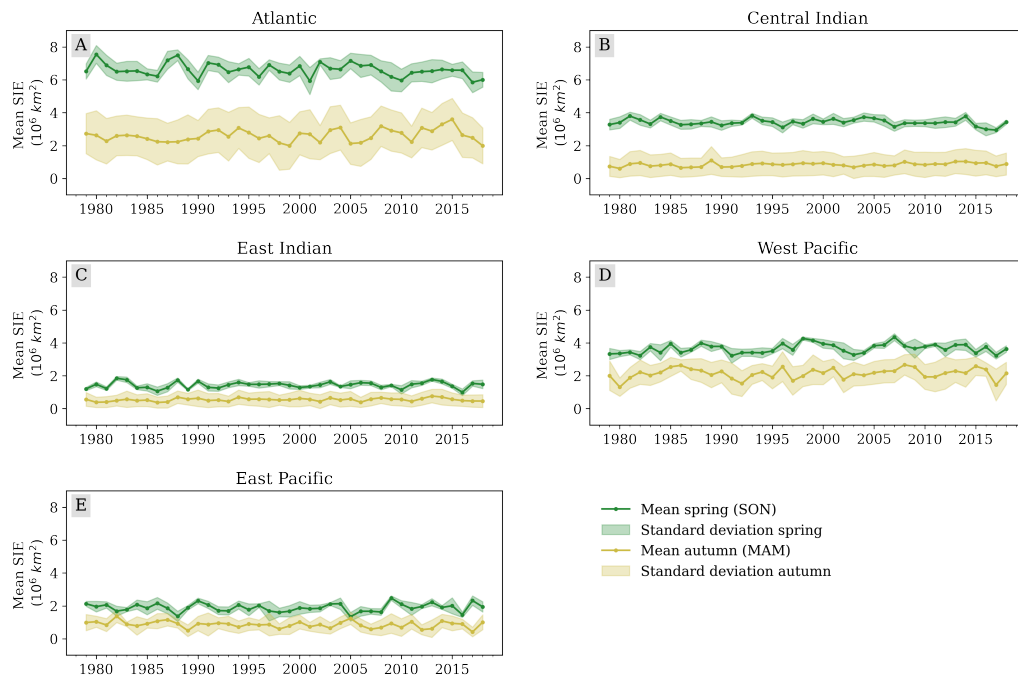 Atlantic
A
Mean SIE
(10⁶ km²)
8
6
4
2
0
1980 1985 1990 1995 2000 2005 2010 2015
Central Indian
B
Mean SIE
(10⁶ km²)
8
6
4
2
0
1980 1985 1990 1995 2000 2005 2010 2015
East Indian
C
Mean SIE
(10⁶ km²)
8
6
4
2
0
1980 1985 1990 1995 2000 2005 2010 2015
West Pacific
D
Mean SIE
(10⁶ km²)
8
6
4
2
0
1980 1985 1990 1995 2000 2005 2010 2015
East Pacific
E
Mean SIE
(10⁶ km²)
8
6
4
2
0
1980 1985 1990 1995 2000 2005 2010 2015
Mean spring (SON)
Standard deviation spring
Mean autumn (MAM)
Standard deviation autumn